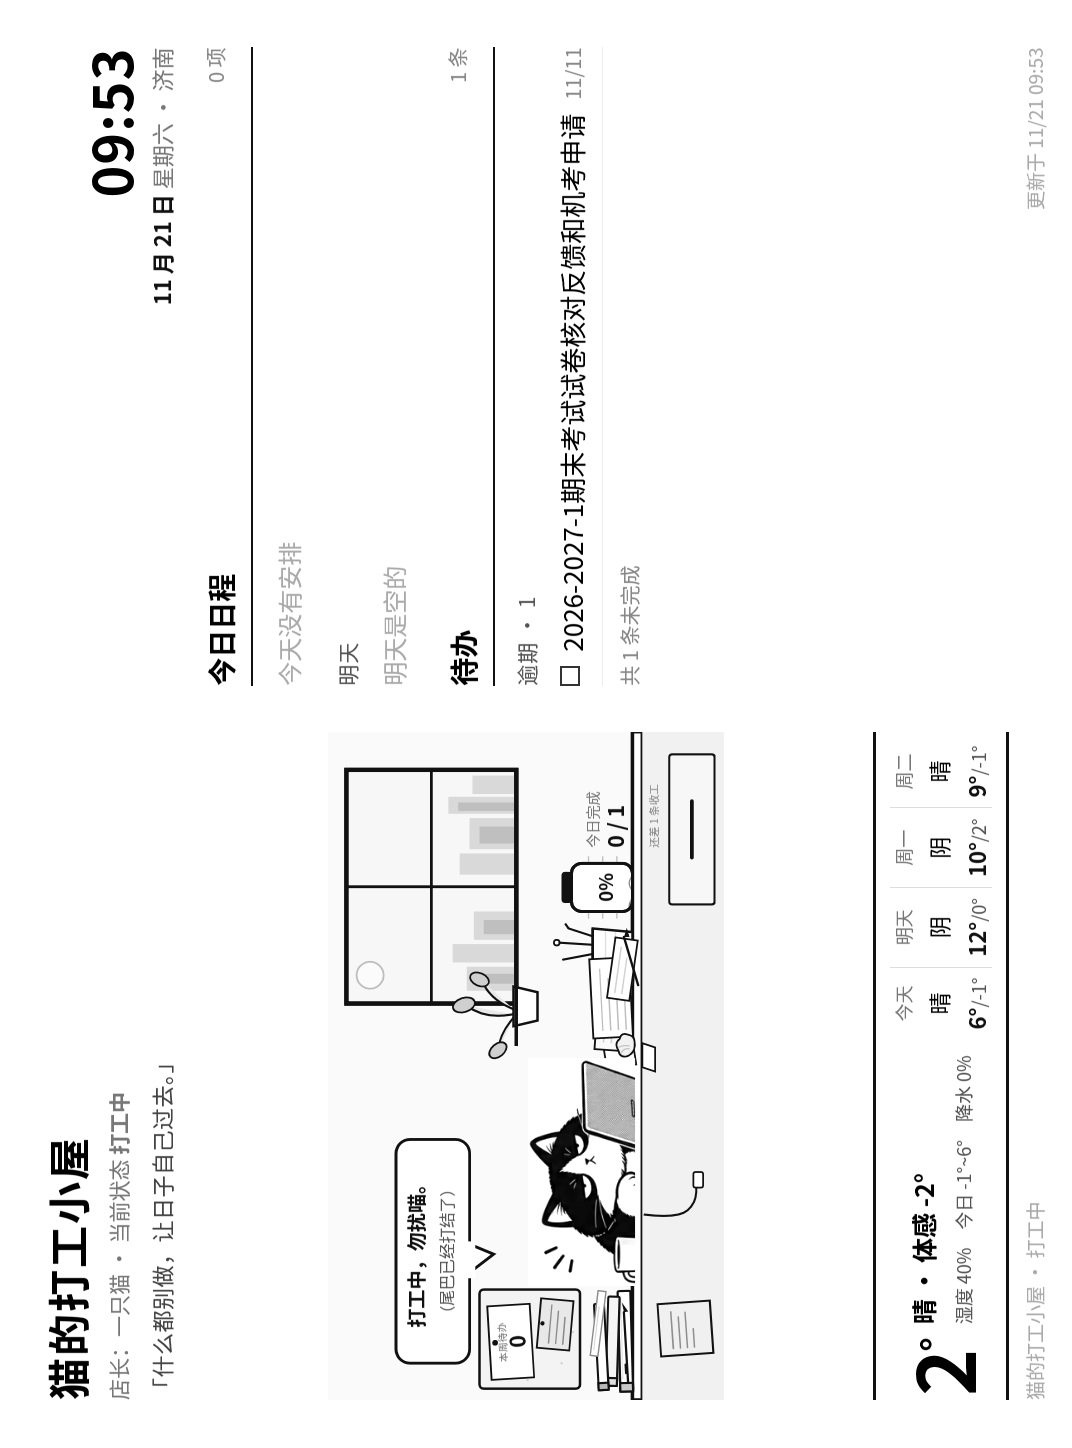 猫的打工小屋
店长：一只猫 · 当前状态 打工中
「什么都别做，让日子自己过去。」
09:53
11 月 21 日 星期六 · 济南
打工中，勿扰喵。
（尾巴已经打结了）
本周待办
0
0%
今日完成
0 / 1
还差 1 条收工
2° 晴 · 体感 -2°
湿度 40% 今日 -1°~6° 降水 0%
今天
晴
6°/-1°
明天
阴
12°/0°
周一
阴
10°/2°
周二
晴
9°/-1°
今日日程 0 项
今天没有安排
明天
明天是空的
待办 1 条
逾期 · 1
2026-2027-1期末考试试卷核对反馈和机考申请 11/11
共 1 条未完成
猫的打工小屋 · 打工中
更新于 11/21 09:53